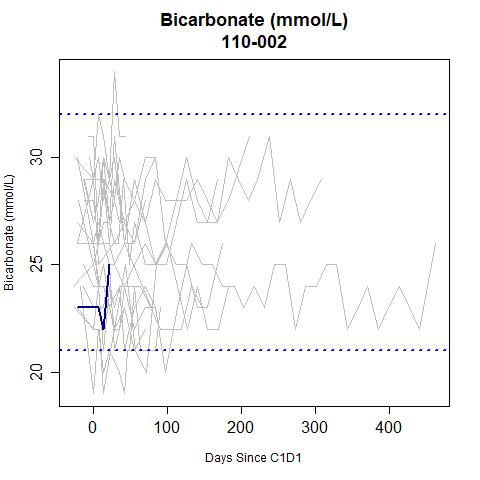 Bicarbonate (mmol/L)
110-002
Bicarbonate (mmol/L)
30
25
20
0 100 200 300 400
Days Since C1D1